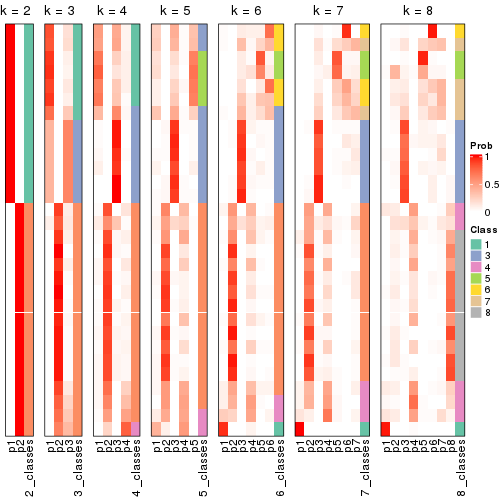 k = 2 k = 3 k = 4 k = 5 k = 6 k = 7 k = 8
Prob
1
0.5
0
Class
1
3
4
5
6
7
8
p1 p2 2_classes p1 p2 p3 3_classes p1 p2 p3 p4 4_classes p1 p2 p3 p4 p5 5_classes p1 p2 p3 p4 p5 p6 6_classes p1 p2 p3 p4 p5 p6 p7 7_classes p1 p2 p3 p4 p5 p6 p7 p8 8_classes